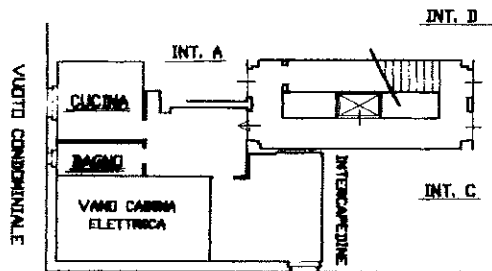 INT. D
INT. A
CUCINA
VUOTO CONDOMINIALE
BAGNO
INTERCAPEDINE
INT. C
VANO CABINA
ELETTRICA